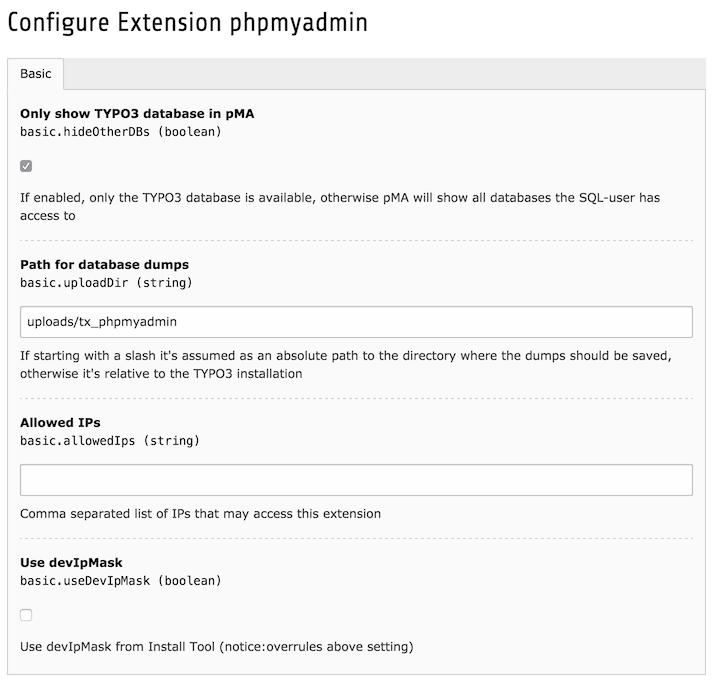 Configure Extension phpmyadmin
Basic
Only show TYPO3 database in pMA
basic.hideOtherDBs (boolean)
If enabled, only the TYPO3 database is available, otherwise pMA will show all databases the SQL-user has
access to
Path for database dumps
basic.uploadDir (string)
uploads/tx_phpmyadmin
If starting with a slash it's assumed as an absolute path to the directory where the dumps should be saved,
otherwise it's relative to the TYPO3 installation
Allowed IPs
basic.allowedIps (string)
Comma separated list of IPs that may access this extension
Use devIpMask
basic.useDevIpMask (boolean)
Use devIpMask from Install Tool (notice:overrules above setting)